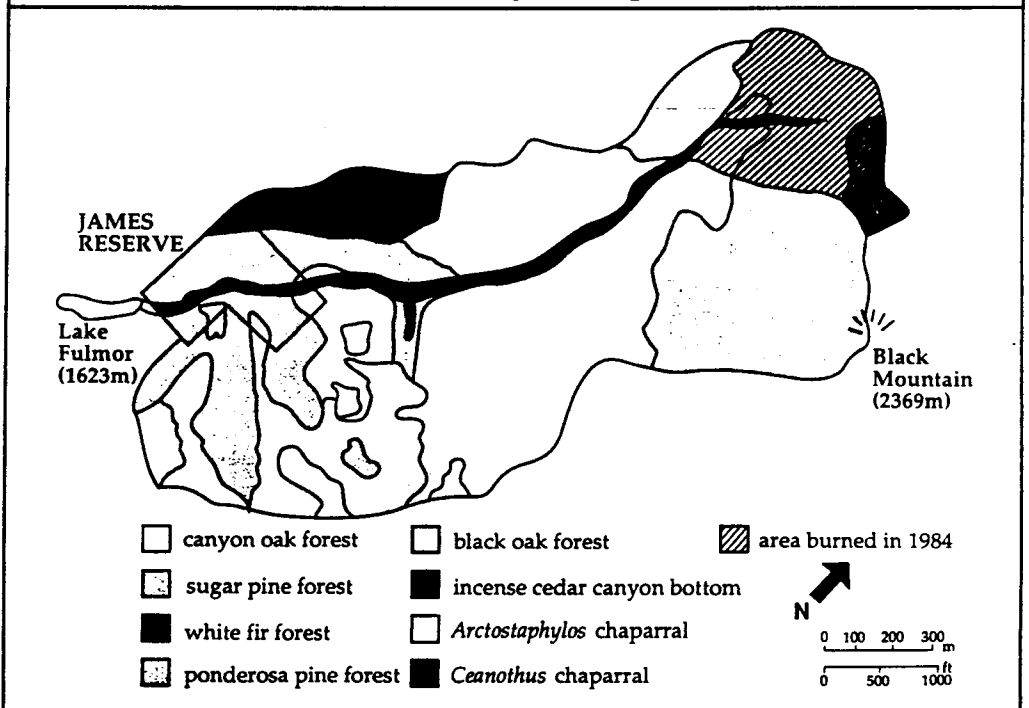 JAMES
RESERVE
Lake
Fulmor
(1623m)
Black
Mountain
(2369m)
canyon oak forest
black oak forest
area burned in 1984
sugar pine forest
incense cedar canyon bottom
N
white fir forest
Arctostaphylos chaparral
0 100 200 300
m
ponderosa pine forest
Ceanothus chaparral
ft
0 500 1000